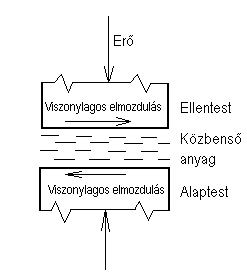 Erő
Viszonylagos elmozdulás
Ellentest
Közbenső
anyag
Viszonylagos elmozdulás
Alaptest